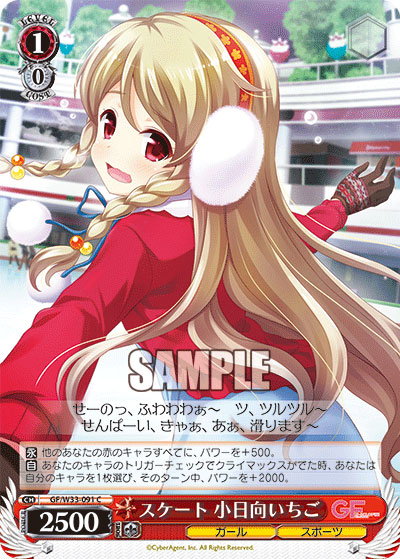 LEVEL
1
0
COST
SAMPLE
せーのっ、ふわわわぁ～　ツ、ツルツル～
せんぱーい、きゃぁ、あぁ、滑ります～
永 他のあなたの赤のキャラすべてに、パワーを＋500。
自 あなたのキャラのトリガーチェックでクライマックスがでた時、あなたは
自分のキャラを1枚選び、そのターン中、パワーを＋2000。
CH GF/W33-091 C
2500
スケート 小日向いちご
GF
ガール
スポーツ
©CyberAgent, Inc. All Rights Reserved.